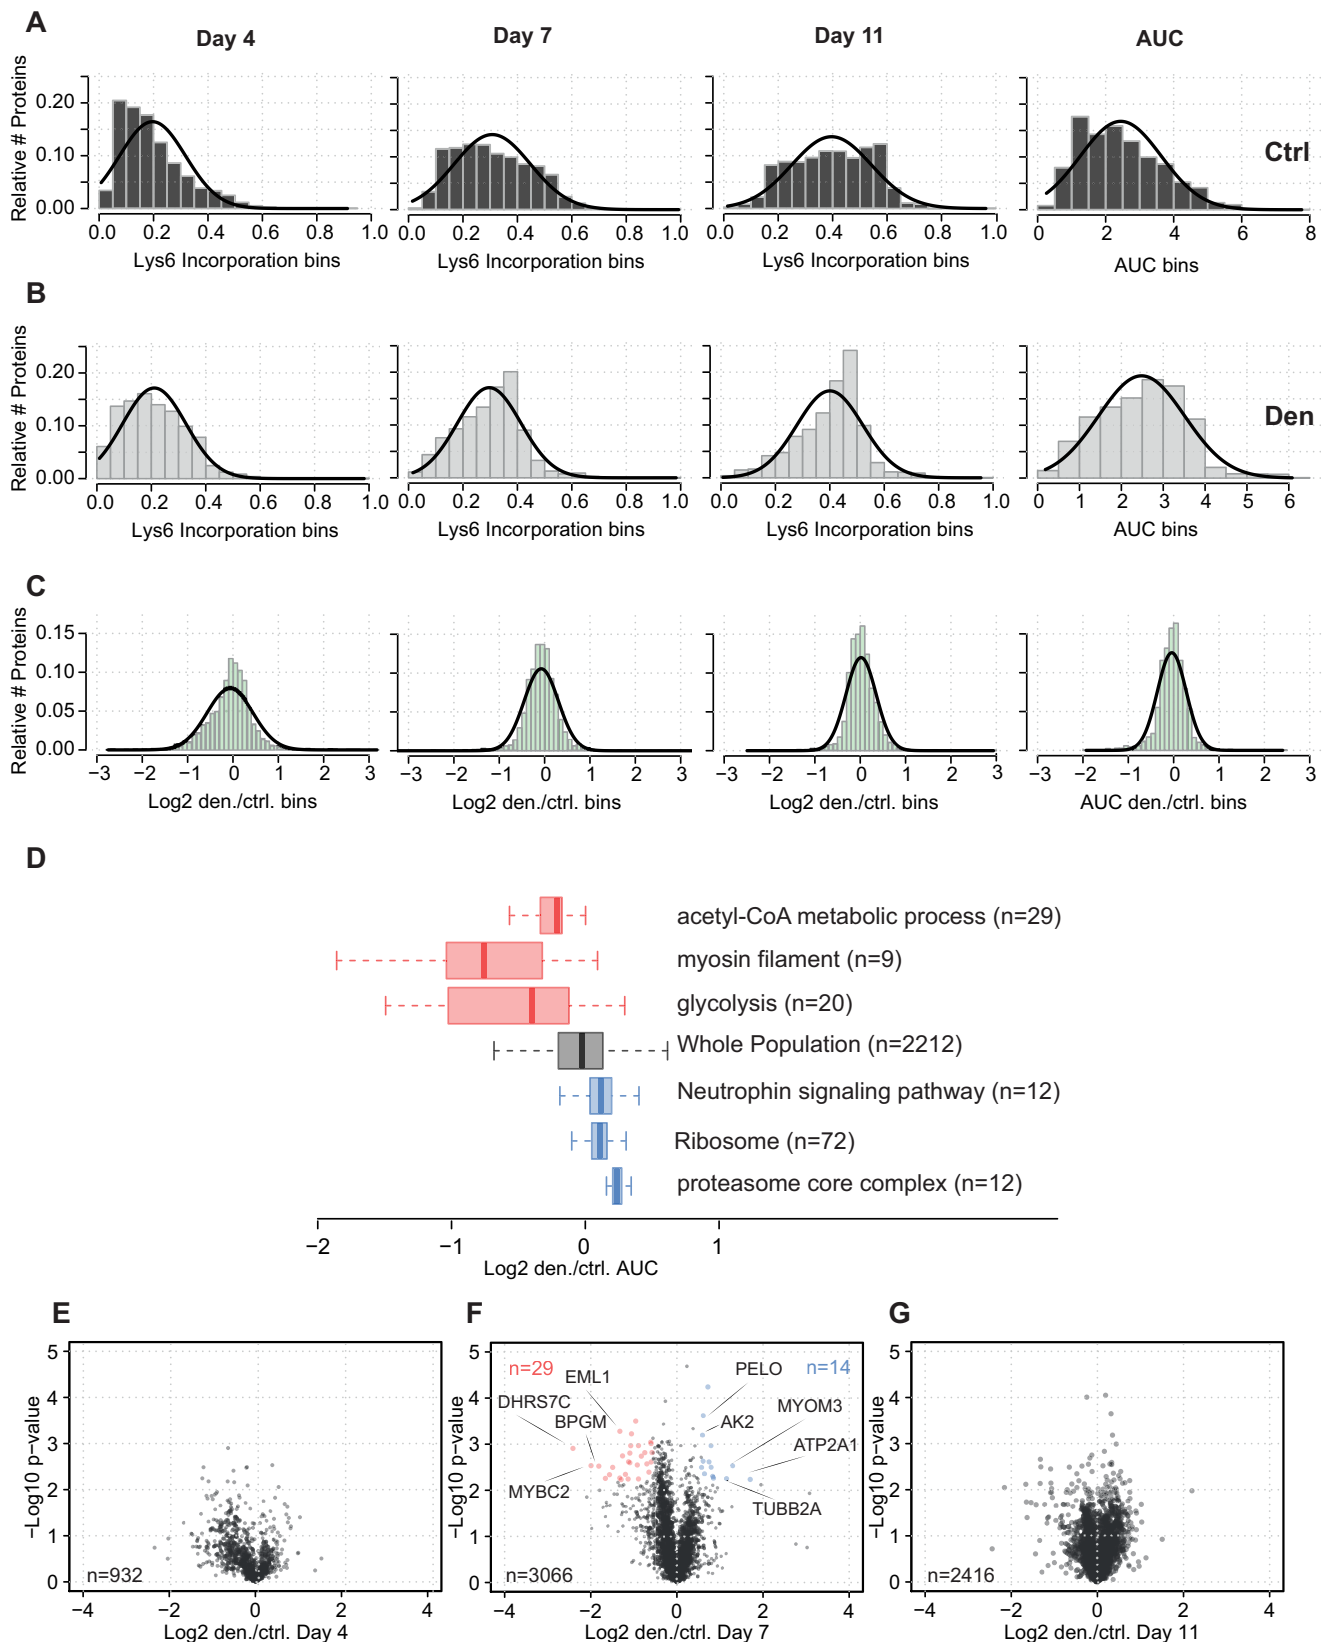 A
Day 4
Day 7
Day 11
AUC
Relative # Proteins
0.20
0.10
0.00
Ctrl
0.0 0.2 0.4 0.6 0.8 1.0
0.0 0.2 0.4 0.6 0.8 1.0
0.0 0.2 0.4 0.6 0.8 1.0
0 2 4 6 8
Lys6 Incorporation bins
Lys6 Incorporation bins
Lys6 Incorporation bins
AUC bins
B
Relative # Proteins
0.20
0.10
0.00
Den
0.0 0.2 0.4 0.6 0.8 1.0
0.0 0.2 0.4 0.6 0.8 1.0
0.0 0.2 0.4 0.6 0.8 1.0
0 1 2 3 4 5 6
Lys6 Incorporation bins
Lys6 Incorporation bins
Lys6 Incorporation bins
AUC bins
C
Relative # Proteins
0.15
0.10
0.05
0.00
−3 −2 −1 0 1 2 3
−3 −2 −1 0 1 2 3
−3 −2 −1 0 1 2 3
−3 −2 −1 0 1 2 3
Log2 den./ctrl. bins
Log2 den./ctrl. bins
Log2 den./ctrl. bins
AUC den./ctrl. bins
D
acetyl-CoA metabolic process (n=29)
myosin filament (n=9)
glycolysis (n=20)
Whole Population (n=2212)
Neutrophin signaling pathway (n=12)
Ribosome (n=72)
proteasome core complex (n=12)
−2 −1 0 1
Log2 den./ctrl. AUC
E
−Log10 p−value
5
4
3
2
1
0
n=932
−4 −2 0 2 4
Log2 den./ctrl. Day 4
F
−Log10 p−value
5
4
3
2
1
0
n=29
n=14
EML1
PELO
DHRS7C
MYOM3
BPGM
AK2
ATP2A1
MYBC2
TUBB2A
n=3066
−4 −2 0 2 4
Log2 den./ctrl. Day 7
G
−Log10 p−value
5
4
3
2
1
0
n=2416
−4 −2 0 2 4
Log2 den./ctrl. Day 11